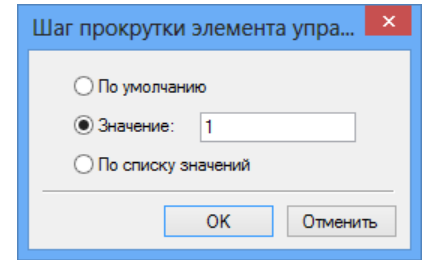 Шаг прокрутки элемента упра...
По умолчанию
Значение: 1
По списку значений
OK Отменить